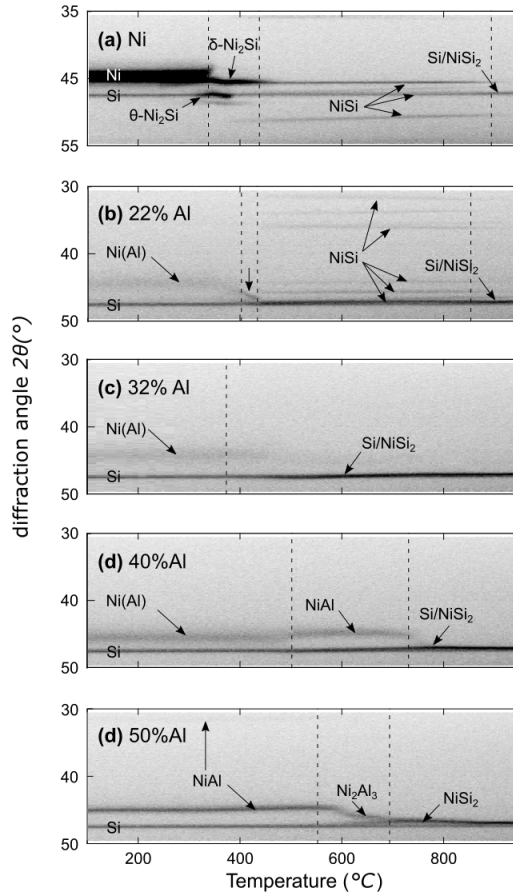 35
(a) Ni
δ-Ni₂Si
Ni
45
Si
θ-Ni₂Si
NiSi
Si/NiSi₂
55
30
(b) 22% Al
NiSi
Ni(Al)
40
Si/NiSi₂
Si
50
30
(c) 32% Al
Ni(Al)
40
Si/NiSi₂
Si
50
30
(d) 40%Al
Ni(Al)
NiAl
40
Si/NiSi₂
Si
50
30
(d) 50%Al
NiAl
40
Ni₂Al₃
NiSi₂
Si
50
200 400 600 800
Temperature (°C)
diffraction angle 2θ(°)